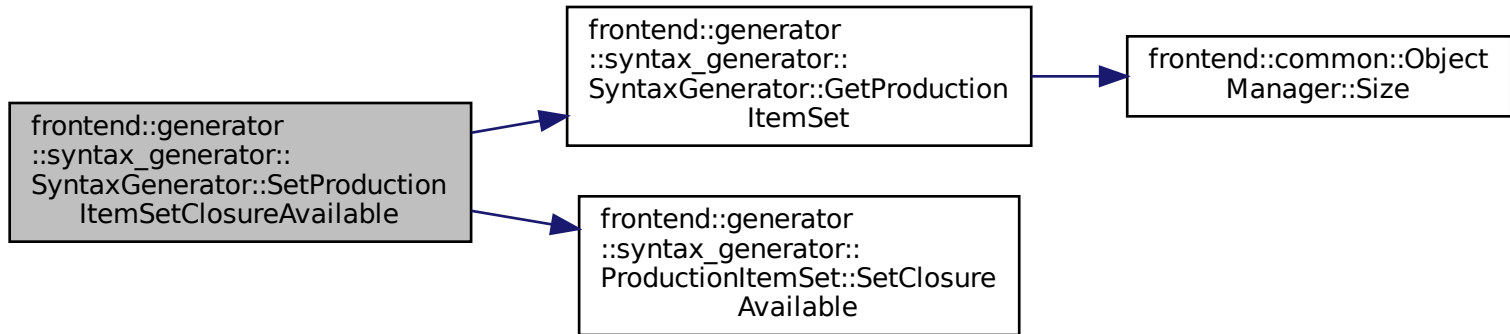 frontend::generator
::syntax_generator::
SyntaxGenerator::SetProduction
ItemSetClosureAvailable
frontend::generator
::syntax_generator::
SyntaxGenerator::GetProduction
ItemSet
frontend::common::Object
Manager::Size
frontend::generator
::syntax_generator::
ProductionItemSet::SetClosure
Available